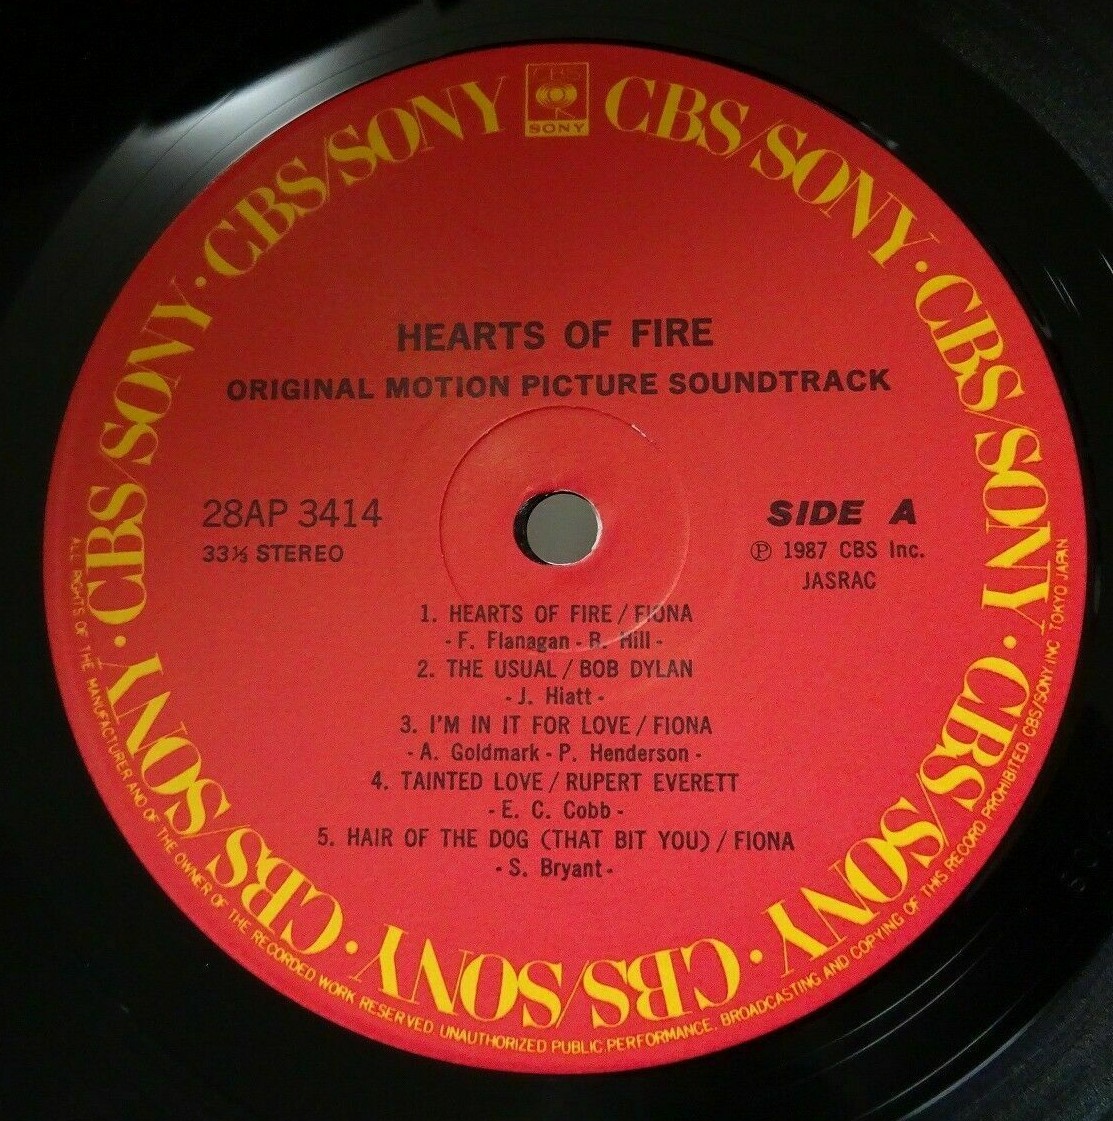 CBS
SONY
CBS/SONY · CBS/SONY · CBS/SONY · CBS/SONY · CBS/SONY · CBS/SONY · CBS/SONY
HEARTS OF FIRE
ORIGINAL MOTION PICTURE SOUNDTRACK
28AP 3414
33⅓ STEREO
SIDE A
Ⓟ 1987 CBS Inc.
JASRAC
1. HEARTS OF FIRE / FIONA
- F. Flanagan - B. Hill -
2. THE USUAL / BOB DYLAN
- J. Hiatt -
3. I'M IN IT FOR LOVE / FIONA
- A. Goldmark - P. Henderson -
4. TAINTED LOVE / RUPERT EVERETT
- E. C. Cobb -
5. HAIR OF THE DOG (THAT BIT YOU) / FIONA
- S. Bryant -
ALL RIGHTS OF THE MANUFACTURER AND OF THE OWNER OF THE RECORDED WORK RESERVED. UNAUTHORIZED PUBLIC PERFORMANCE, BROADCASTING AND COPYING OF THIS RECORD PROHIBITED. CBS/SONY INC. TOKYO JAPAN